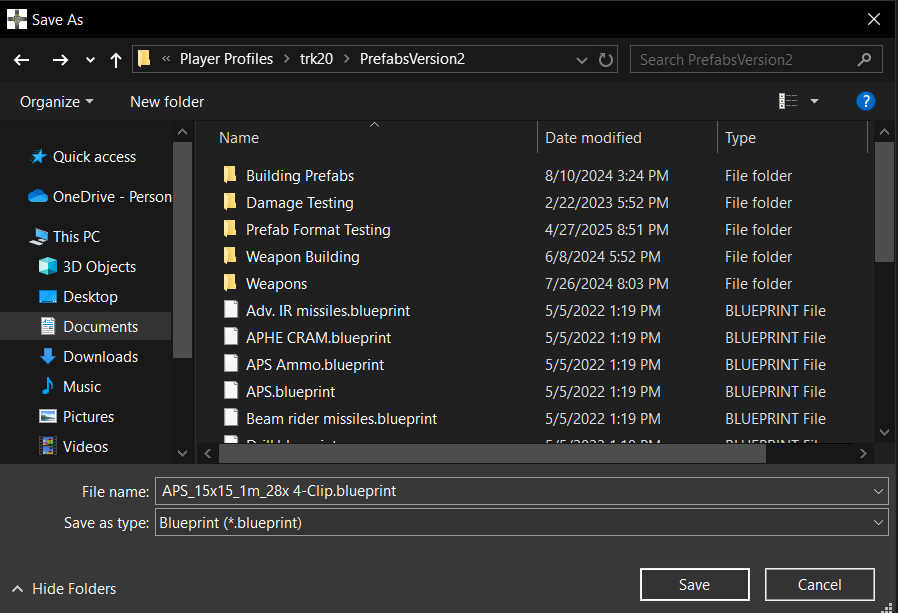 Save As
« Player Profiles > trk20 > PrefabsVersion2
Search PrefabsVersion2
Organize New folder
?
Name Date modified Type
Quick access
OneDrive - Person
This PC
3D Objects
Desktop
Documents
Downloads
Music
Pictures
Videos
Building Prefabs 8/10/2024 3:24 PM File folder
Damage Testing 2/22/2023 5:52 PM File folder
Prefab Format Testing 4/27/2025 8:51 PM File folder
Weapon Building 6/8/2024 5:52 PM File folder
Weapons 7/26/2024 8:03 PM File folder
Adv. IR missiles.blueprint 5/5/2022 1:19 PM BLUEPRINT File
APHE CRAM.blueprint 5/5/2022 1:19 PM BLUEPRINT File
APS Ammo.blueprint 5/5/2022 1:19 PM BLUEPRINT File
APS.blueprint 5/5/2022 1:19 PM BLUEPRINT File
Beam rider missiles.blueprint 5/5/2022 1:19 PM BLUEPRINT File
File name: APS_15x15_1m_28x 4-Clip.blueprint
Save as type: Blueprint (*.blueprint)
Hide Folders
Save
Cancel